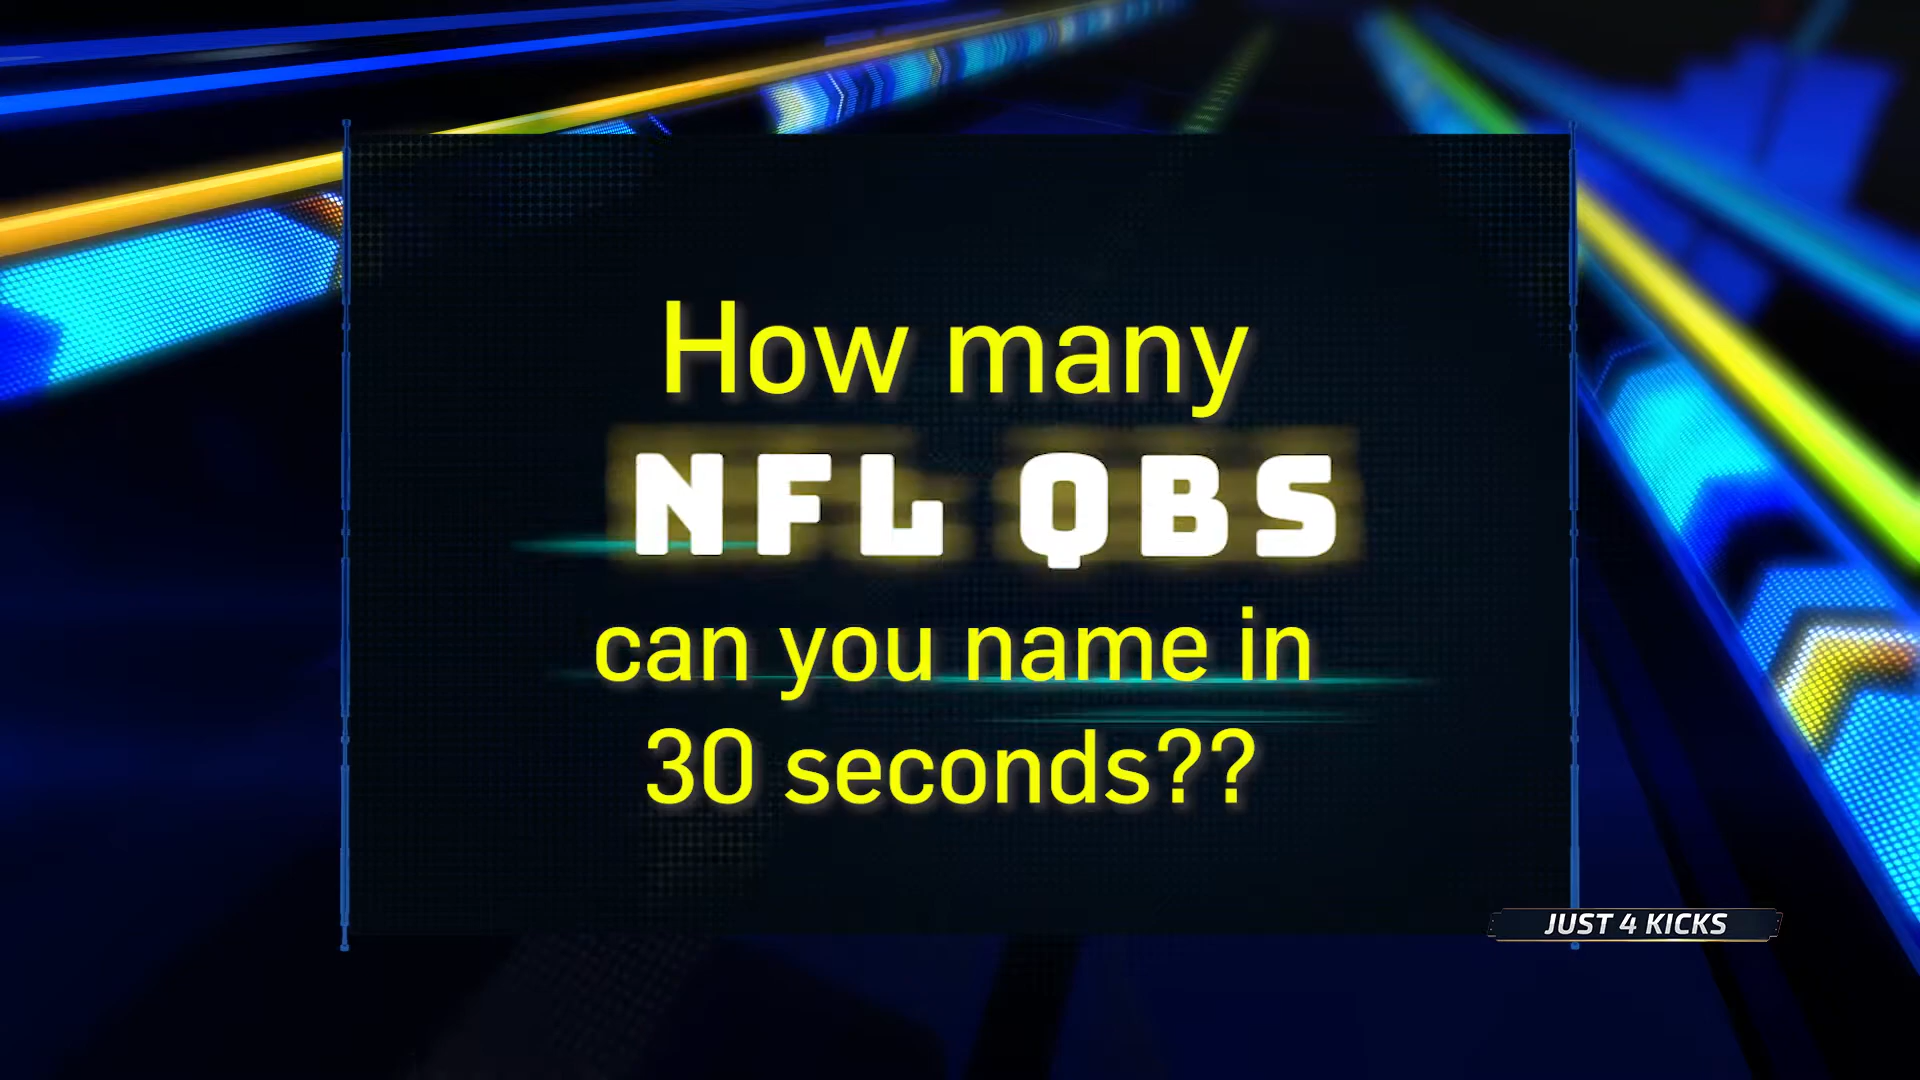 How many
NFL QBS
can you name in
30 seconds??
JUST 4 KICKS